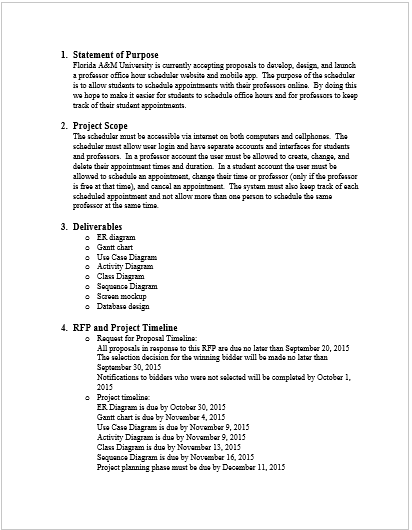 1. Statement of Purpose
Florida A&M University is currently accepting proposals to develop, design, and launch
a professor office hour scheduler website and mobile app. The purpose of the scheduler
is to allow students to schedule appointments with their professors online. By doing this
we hope to make it easier for students to schedule office hours and for professors to keep
track of their student appointments.
2. Project Scope
The scheduler must be accessible via internet on both computers and cellphones. The
scheduler must allow user login and have separate accounts and interfaces for students
and professors. In a professor account the user must be allowed to create, change, and
delete their appointment times and duration. In a student account the user must be
allowed to schedule an appointment, change their time or professor (only if the professor
is free at that time), and cancel an appointment. The system must also keep track of each
scheduled appointment and not allow more than one person to schedule the same
professor at the same time.
3. Deliverables
o ER diagram
o Gantt chart
o Use Case Diagram
o Activity Diagram
o Class Diagram
o Sequence Diagram
o Screen mockup
o Database design
4. RFP and Project Timeline
o Request for Proposal Timeline:
All proposals in response to this RFP are due no later than September 20, 2015
The selection decision for the winning bidder will be made no later than
September 30, 2015
Notifications to bidders who were not selected will be completed by October 1,
2015
o Project timeline:
ER Diagram is due by October 30, 2015
Gantt chart is due by November 4, 2015
Use Case Diagram is due by November 9, 2015
Activity Diagram is due by November 9, 2015
Class Diagram is due by November 13, 2015
Sequence Diagram is due by November 16, 2015
Project planning phase must be due by December 11, 2015